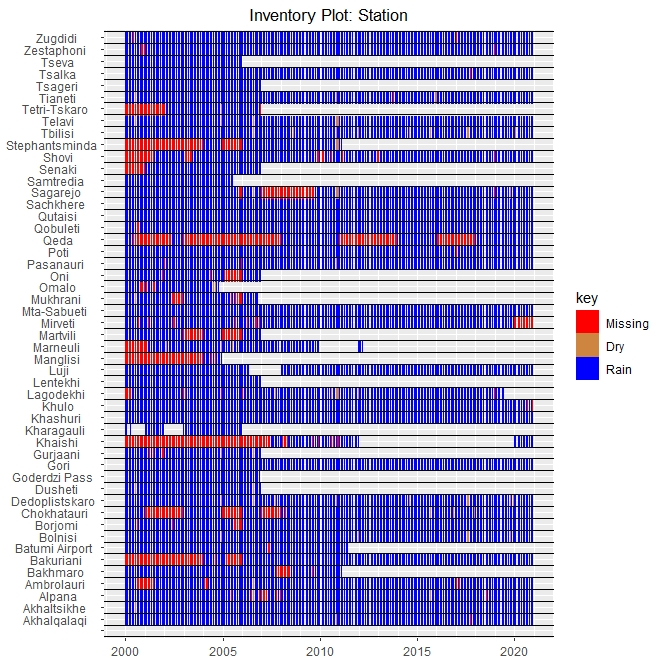 Inventory Plot: Station
Zugdidi
Zestaphoni
Tseva
Tsalka
Tsageri
Tianeti
Tetri-Tskaro
Telavi
Tbilisi
Stephantsminda
Shovi
Senaki
Samtredia
Sagarejo
Sachkhere
Qutaisi
Qobuleti
Qeda
Poti
Pasanauri
Oni
Omalo
Mukhrani
Mta-Sabueti
Mirveti
Martvili
Marneuli
Manglisi
Luji
Lentekhi
Lagodekhi
Khulo
Khashuri
Kharagauli
Khaishi
Gurjaani
Gori
Goderdzi Pass
Dusheti
Dedoplistskaro
Chokhatauri
Borjomi
Bolnisi
Batumi Airport
Bakuriani
Bakhmaro
Ambrolauri
Alpana
Akhaltsikhe
Akhalqalaqi
2000 2005 2010 2015 2020
key
Missing
Dry
Rain